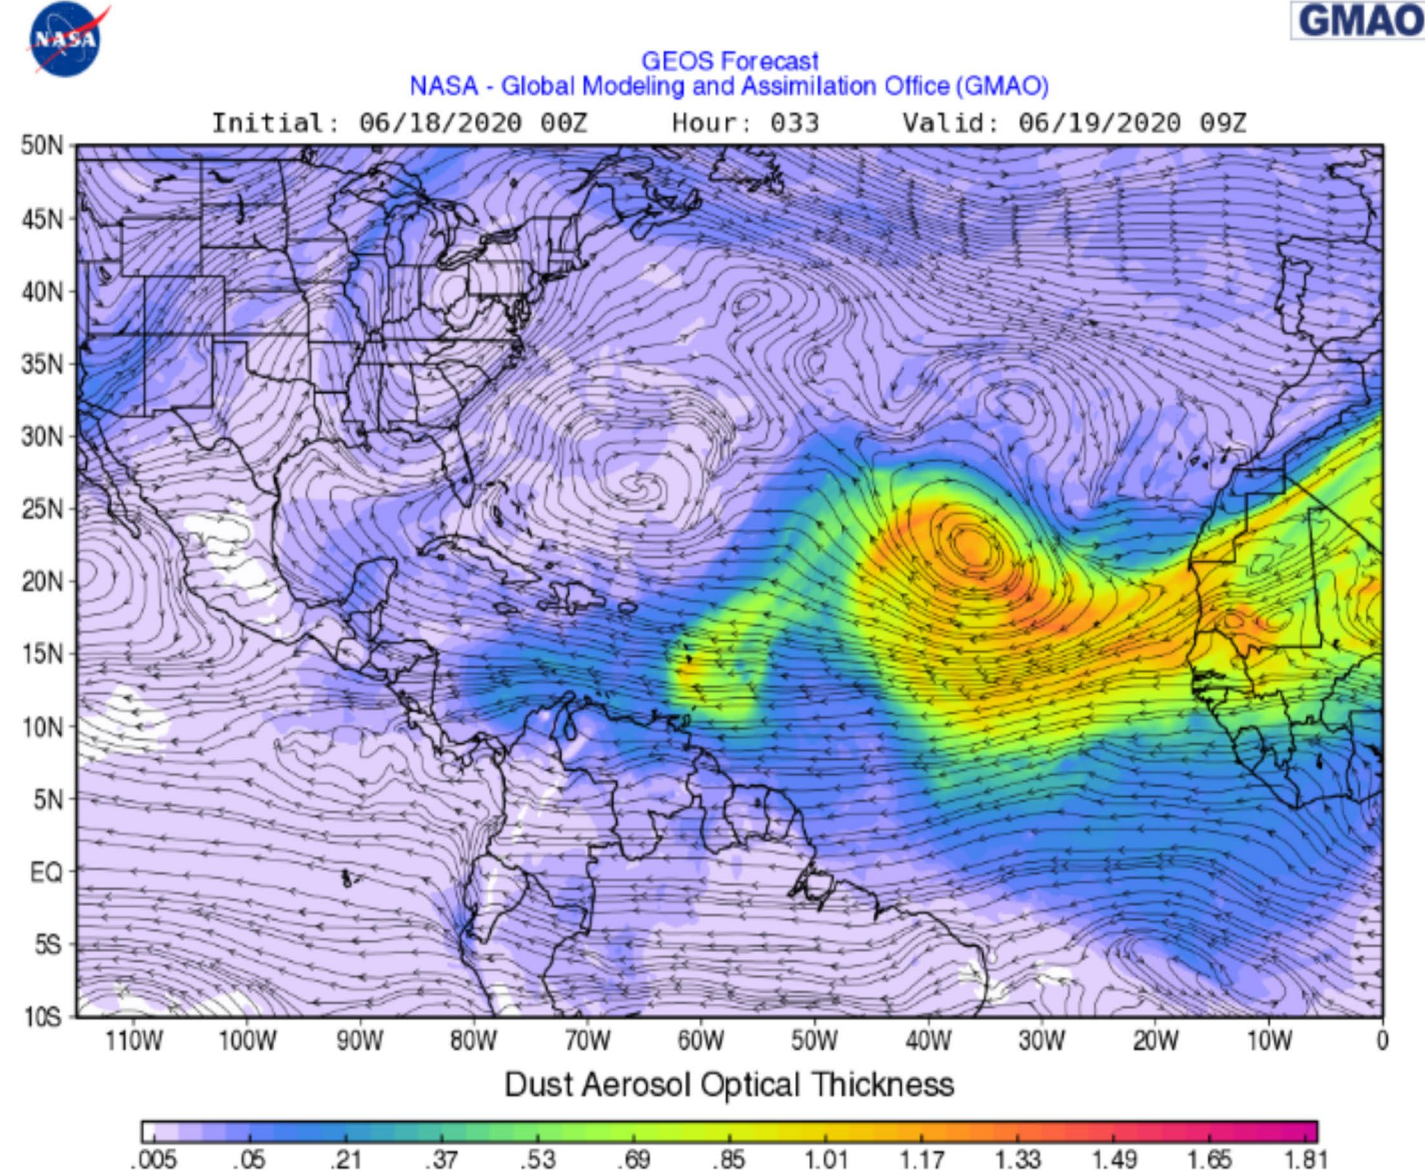 NASA
GMAO
GEOS Forecast
NASA - Global Modeling and Assimilation Office (GMAO)
Initial: 06/18/2020 00Z Hour: 033 Valid: 06/19/2020 09Z
50N
45N
40N
35N
30N
25N
20N
15N
10N
5N
EQ
5S
10S
110W 100W 90W 80W 70W 60W 50W 40W 30W 20W 10W 0
Dust Aerosol Optical Thickness
.005 .05 .21 .37 .53 .69 .85 1.01 1.17 1.33 1.49 1.65 1.81